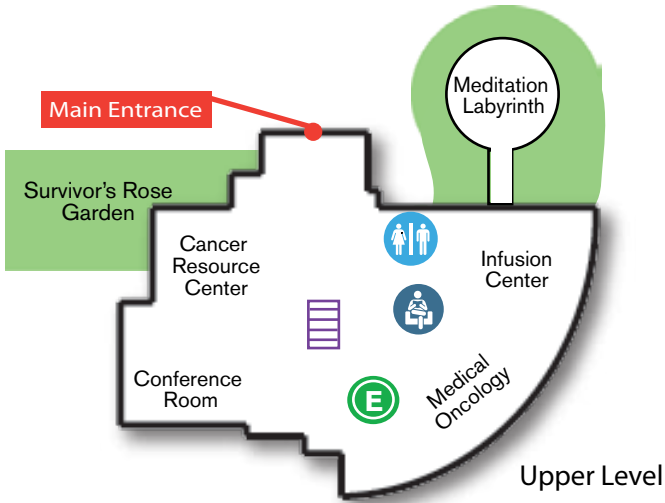 Main Entrance
Meditation
Labyrinth
Survivor's Rose
Garden
Cancer
Resource
Center
Infusion
Center
Conference
Room
E
Medical
Oncology
Upper Level